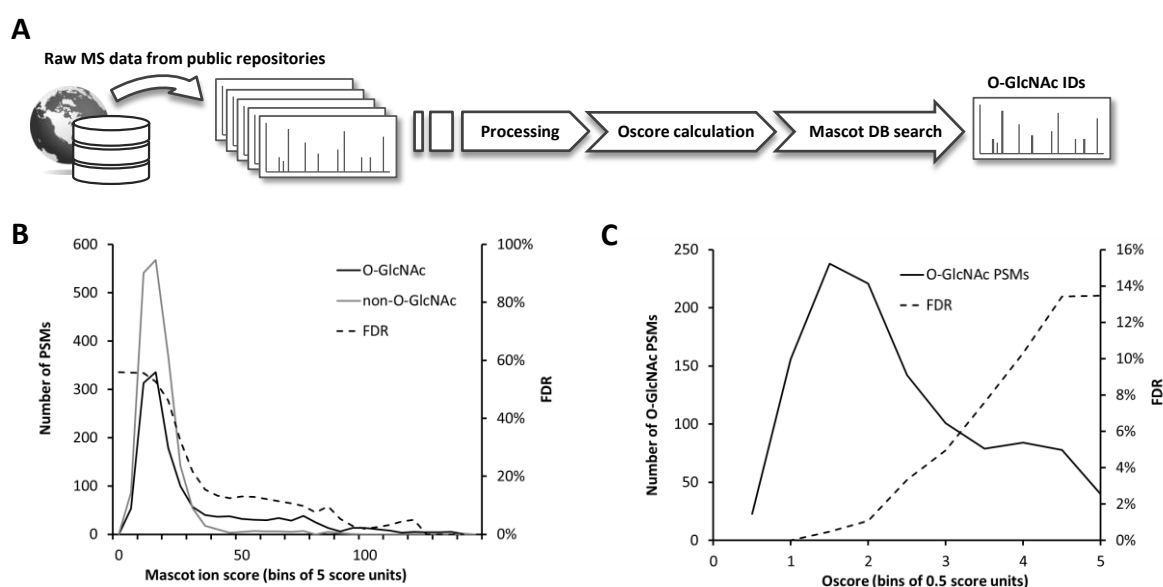 A
Raw MS data from public repositories
Processing
Oscore calculation
Mascot DB search
O-GlcNAc IDs
B
600
500
400
300
200
100
0
Number of PSMs
0
50
100
Mascot ion score (bins of 5 score units)
100%
80%
60%
40%
20%
0%
FDR
O-GlcNAc
non-O-GlcNAc
FDR
C
250
200
150
100
50
0
Number of O-GlcNAc PSMs
0
1
2
3
4
5
Oscore (bins of 0.5 score units)
16%
14%
12%
10%
8%
6%
4%
2%
0%
FDR
O-GlcNAc PSMs
FDR